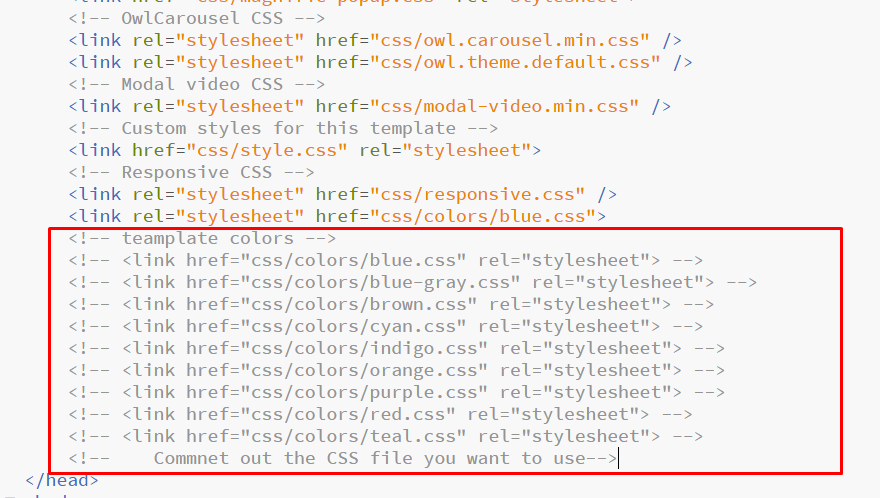 <!-- OwlCarousel CSS -->
<link rel="stylesheet" href="css/owl.carousel.min.css" />
<link rel="stylesheet" href="css/owl.theme.default.css" />
<!-- Modal video CSS -->
<link rel="stylesheet" href="css/modal-video.min.css" />
<!-- Custom styles for this template -->
<link href="css/style.css" rel="stylesheet">
<!-- Responsive CSS -->
<link rel="stylesheet" href="css/responsive.css" />
<link rel="stylesheet" href="css/colors/blue.css">
<!-- teamplate colors -->
<!-- <link href="css/colors/blue.css" rel="stylesheet"> -->
<!-- <link href="css/colors/blue-gray.css" rel="stylesheet"> -->
<!-- <link href="css/colors/brown.css" rel="stylesheet"> -->
<!-- <link href="css/colors/cyan.css" rel="stylesheet"> -->
<!-- <link href="css/colors/indigo.css" rel="stylesheet"> -->
<!-- <link href="css/colors/orange.css" rel="stylesheet"> -->
<!-- <link href="css/colors/purple.css" rel="stylesheet"> -->
<!-- <link href="css/colors/red.css" rel="stylesheet"> -->
<!-- <link href="css/colors/teal.css" rel="stylesheet"> -->
<!--    Commnet out the CSS file you want to use-->
</head>